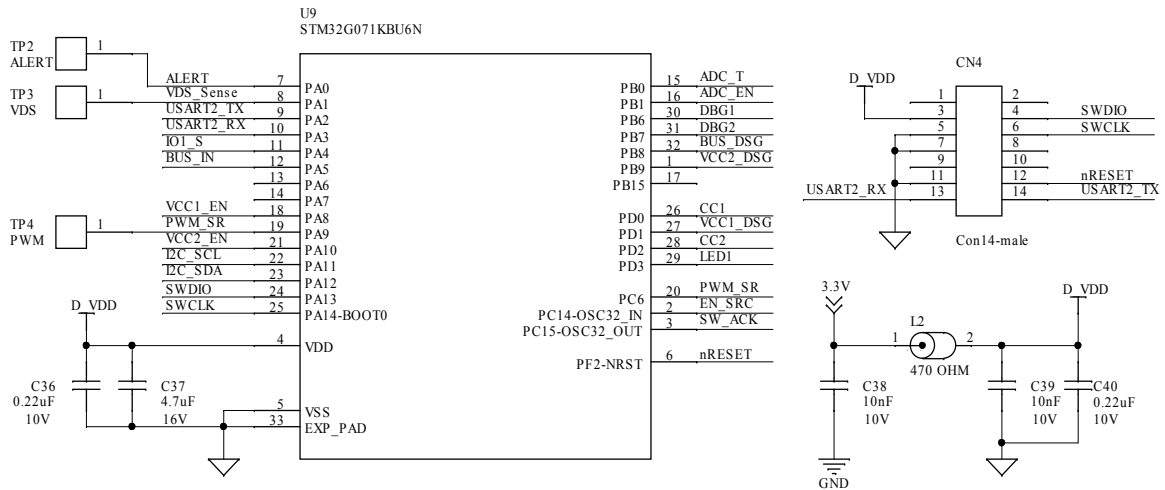 U9
STM32G071KBU6N
TP2
ALERT
1
TP3
VDS
1
TP4
PWM
1
ALERT 7 PA0
VDS_Sense 8 PA1
USART2_TX 9 PA2
USART2_RX 10 PA3
IO1_S 11 PA4
BUS_IN 12 PA5
13 PA6
14 PA7
VCC1_EN 18 PA8
PWM_SR 19 PA9
VCC2_EN 21 PA10
I2C_SCL 22 PA11
I2C_SDA 23 PA12
SWDIO 24 PA13
SWCLK 25 PA14-BOOT0
D_VDD
4 VDD
C36
0.22uF
10V
C37
4.7uF
16V
5 VSS
33 EXP_PAD
PB0 15 ADC_T
PB1 16 ADC_EN
PB6 30 DBG1
PB7 31 DBG2
PB8 32 BUS_DSG
PB9 1 VCC2_DSG
PB15 17
PD0 26 CC1
PD1 27 VCC1_DSG
PD2 28 CC2
PD3 29 LED1
PC6 20 PWM_SR
PC14-OSC32_IN 2 EN_SRC
PC15-OSC32_OUT 3 SW_ACK
PF2-NRST 6 nRESET
CN4
D_VDD
1 2
3 4 SWDIO
5 6 SWCLK
7 8
9 10
11 12 nRESET
USART2_RX 13 14 USART2_TX
Con14-male
3.3V
D_VDD
L2
1 2
470 OHM
C38
10nF
10V
C39
10nF
10V
C40
0.22uF
10V
GND